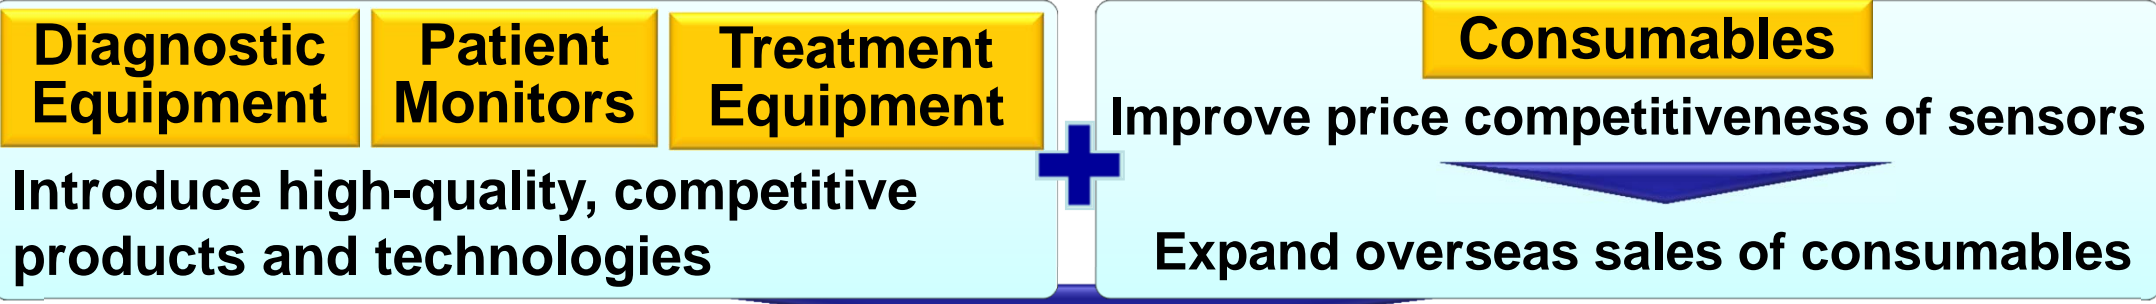 Diagnostic
Equipment
Patient
Monitors
Treatment
Equipment
Introduce high-quality, competitive
products and technologies
Consumables
Improve price competitiveness of sensors
Expand overseas sales of consumables